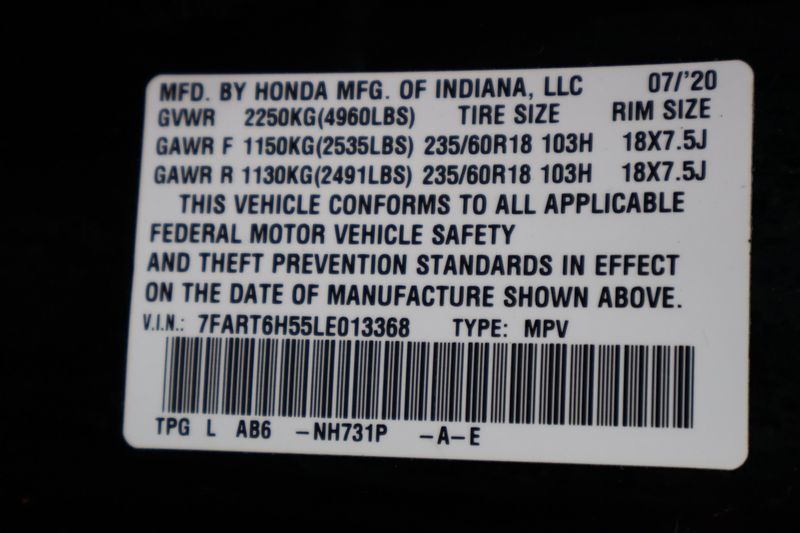 MFD. BY HONDA MFG. OF INDIANA, LLC 07/'20
GVWR 2250KG(4960LBS) TIRE SIZE RIM SIZE
GAWR F 1150KG(2535LBS) 235/60R18 103H 18X7.5J
GAWR R 1130KG(2491LBS) 235/60R18 103H 18X7.5J
THIS VEHICLE CONFORMS TO ALL APPLICABLE
FEDERAL MOTOR VEHICLE SAFETY
AND THEFT PREVENTION STANDARDS IN EFFECT
ON THE DATE OF MANUFACTURE SHOWN ABOVE.
V.I.N.: 7FART6H55LE013368 TYPE: MPV
TPG L AB6 -NH731P -A-E